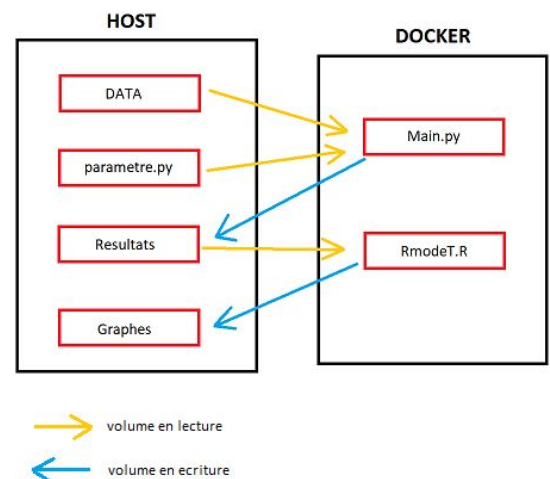 HOST
DOCKER
DATA
Main.py
parametre.py
Resultats
RmodeT.R
Graphes
volume en lecture
volume en ecriture